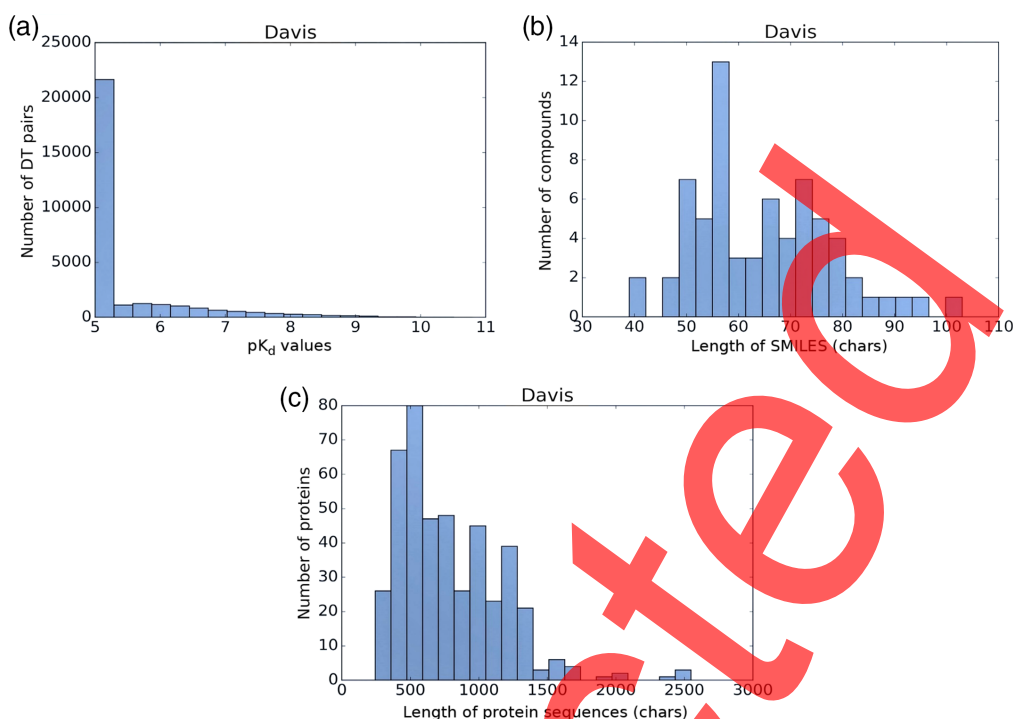 (a)
Davis
25000
20000
15000
10000
5000
0
5 6 7 8 9 10 11
Number of DT pairs
pKd values
(b)
Davis
14
12
10
8
6
4
2
0
30 40 50 60 70 80 90 100 110
Number of compounds
Length of SMILES (chars)
(c)
Davis
80
70
60
50
40
30
20
10
0
0 500 1000 1500 2000 2500 3000
Number of proteins
Length of protein sequences (chars)
cted